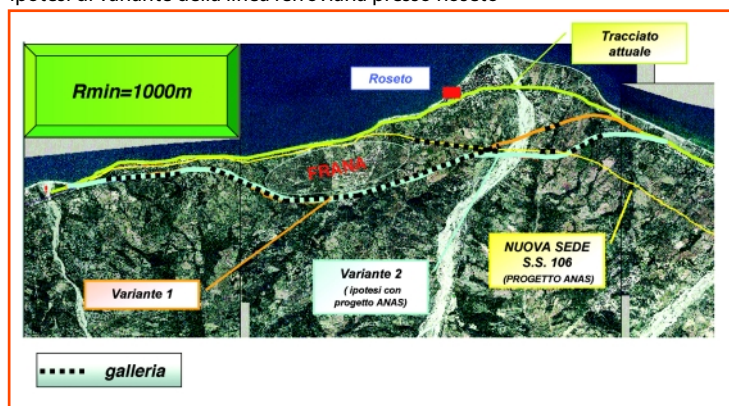 Ipotesi di variante della linea ferroviaria presso Roseto
Rmin=1000m
Roseto
Tracciato
attuale
FRANA
Variante 1
Variante 2
( ipotesi con
progetto ANAS)
NUOVA SEDE
S.S. 106
(PROGETTO ANAS)
galleria